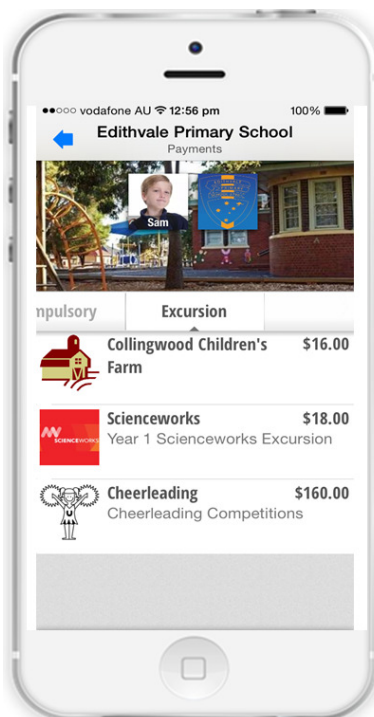 vodafone AU 12:56 pm 100%
Edithvale Primary School
Payments
Sam
mpulsory Excursion
Collingwood Children's $16.00
Farm
SCIENCEWORKS
Scienceworks $18.00
Year 1 Scienceworks Excursion
Cheerleading $160.00
Cheerleading Competitions